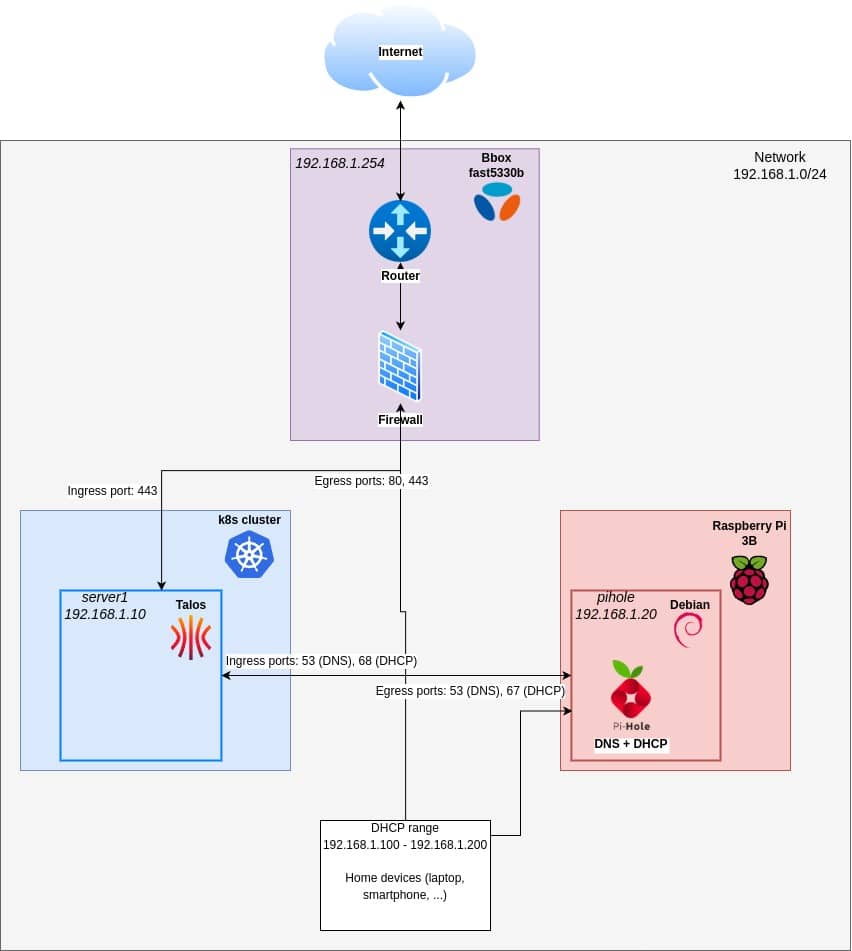 Internet
Network
192.168.1.0/24
192.168.1.254
Bbox
fast5330b
Router
Firewall
Ingress port: 443
Egress ports: 80, 443
k8s cluster
Raspberry Pi
3B
server1
192.168.1.10
Talos
pihole
192.168.1.20
Debian
Ingress ports: 53 (DNS), 68 (DHCP)
Egress ports: 53 (DNS), 67 (DHCP)
Pi-Hole
DNS + DHCP
DHCP range
192.168.1.100 - 192.168.1.200
Home devices (laptop,
smartphone, ...)